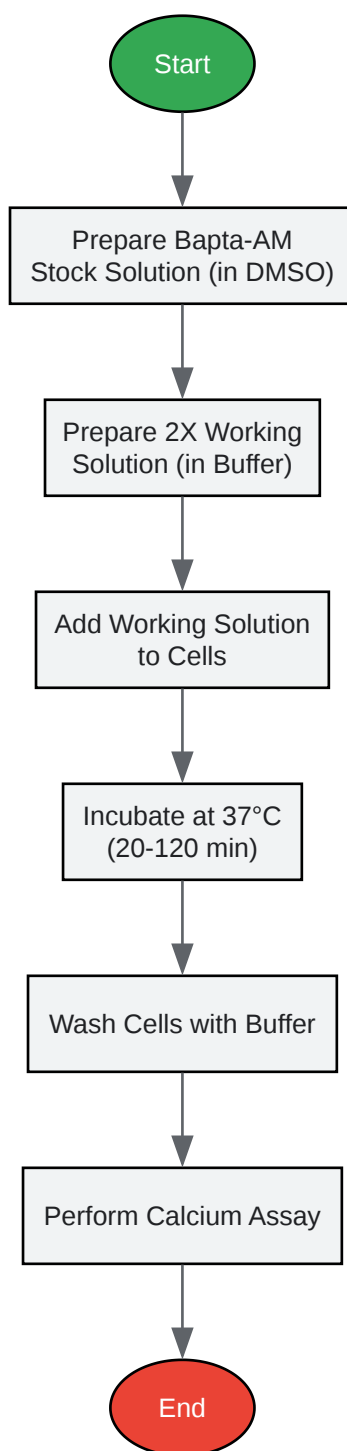 Start
Prepare Bapta-AM
Stock Solution (in DMSO)
Prepare 2X Working
Solution (in Buffer)
Add Working Solution
to Cells
Incubate at 37°C
(20-120 min)
Wash Cells with Buffer
Perform Calcium Assay
End